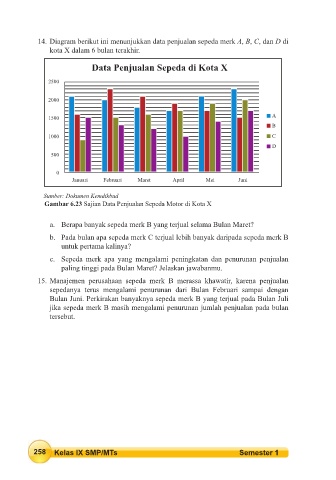 14. Diagram berikut ini menunjukkan data penjualan sepeda merk A, B, C, dan D di
kota X dalam 6 bulan terakhir.
Data Penjualan Sepeda di Kota X
2500
2000
1500
1000
500
0
Januari Februari Maret April Mei Juni
A
B
C
D
Sumber: Dokumen Kemdikbud
Gambar 6.23 Sajian Data Penjualan Sepeda Motor di Kota X
a. Berapa banyak sepeda merk B yang terjual selama Bulan Maret?
b. Pada bulan apa sepeda merk C terjual lebih banyak daripada sepeda merk B
untuk pertama kalinya?
c. Sepeda merk apa yang mengalami peningkatan dan penurunan penjualan
paling tinggi pada Bulan Maret? Jelaskan jawabanmu.
15. Manajemen perusahaan sepeda merk B merasa khawatir, karena penjualan
sepedanya terus mengalami penurunan dari Bulan Februari sampai dengan
Bulan Juni. Perkirakan banyaknya sepeda merk B yang terjual pada Bulan Juli
jika sepeda merk B masih mengalami penurunan jumlah penjualan pada bulan
tersebut.
258 Kelas IX SMP/MTs Semester 1